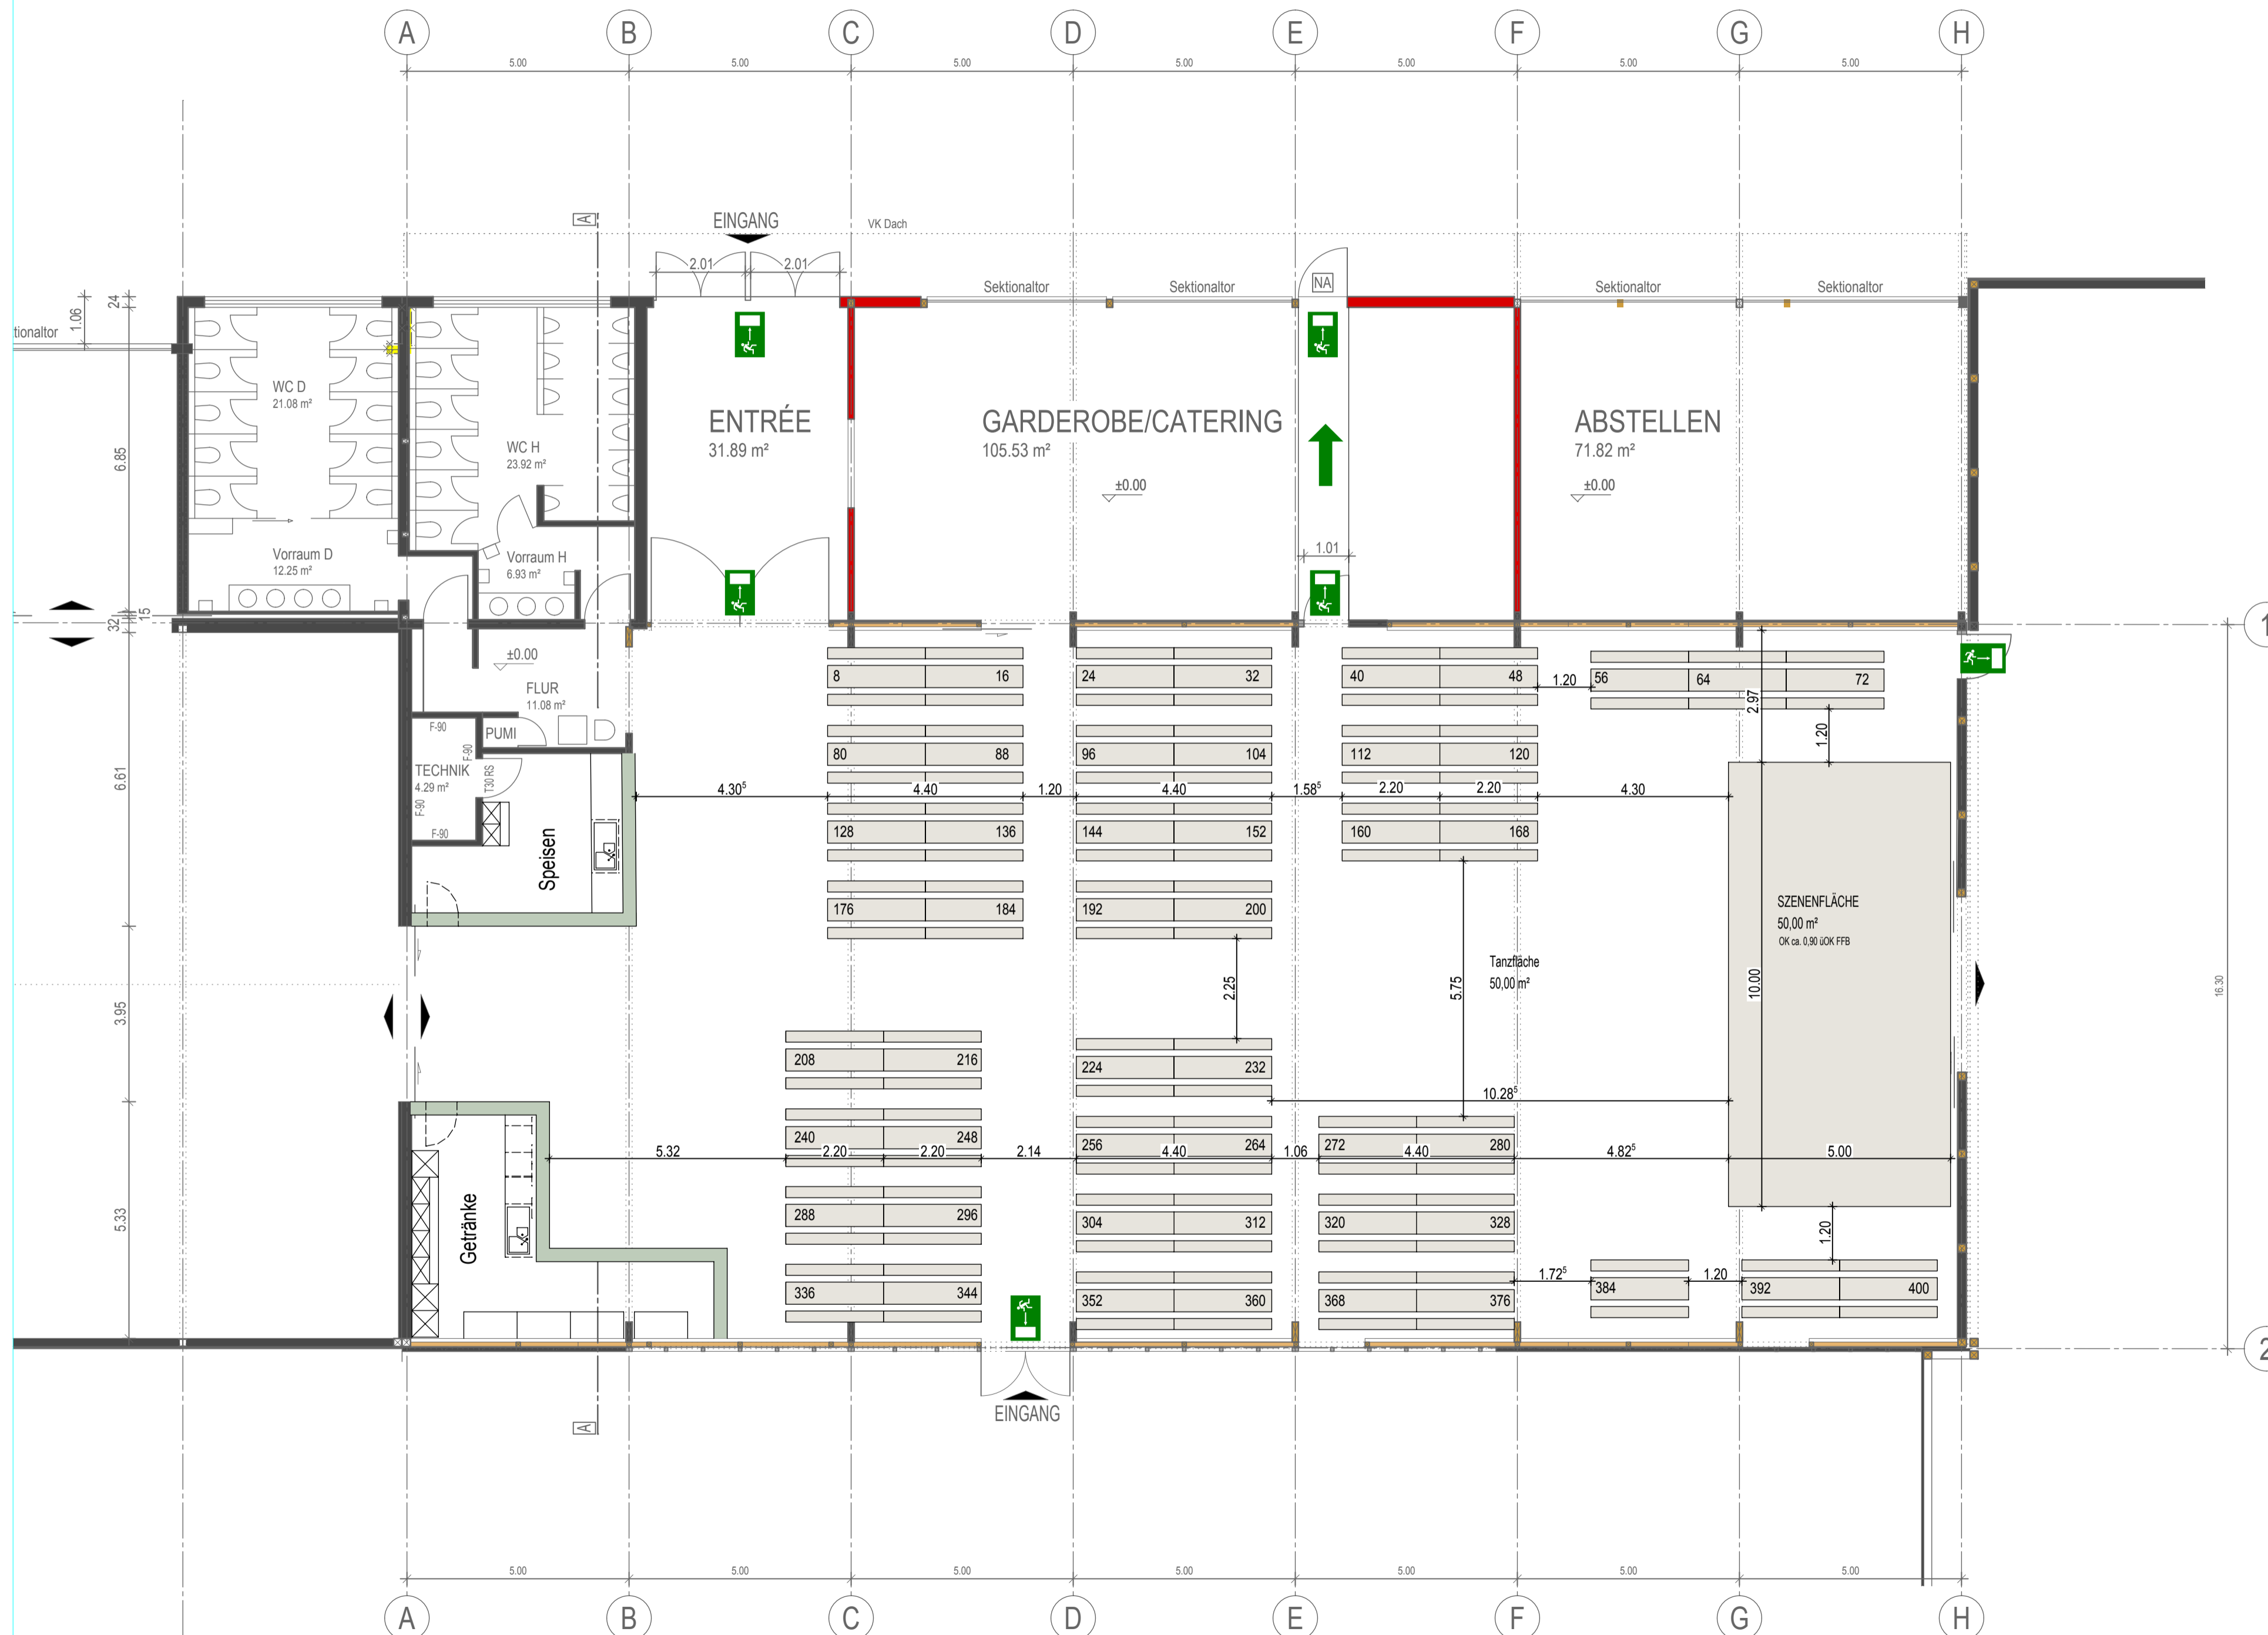 A B C D E F G H
5.00 5.00 5.00 5.00 5.00 5.00 5.00
A
EINGANG
VK Dach
2.01 2.01
NA
Sektionaltor Sektionaltor Sektionaltor Sektionaltor
tionaltor
1.06
24
WC D
21.08 m²
WC H
23.92 m²
ENTRÉE
31.89 m²
GARDEROBE/CATERING
105.53 m²
ABSTELLEN
71.82 m²
±0.00 ±0.00
6.85
Vorraum D
12.25 m²
Vorraum H
6.93 m²
1.01
15
32
1
±0.00
FLUR
11.08 m²
8 16 24 32 40 48 1.20 56 64 72
2.97
1.20
F-90
F-90
PUMI
80 88 96 104 112 120
TECHNIK
4.29 m²
T30 RS
F-90
F-90
6.61
4.30⁵ 4.40 1.20 4.40 1.58⁵ 2.20 2.20 4.30
Speisen
128 136 144 152 160 168
176 184 192 200
SZENENFLÄCHE
50,00 m²
OK ca. 0,90 üOK FFB
Tanzfläche
50,00 m²
2.25
5.75
10.00
16.30
3.95
208 216 224 232
10.28⁵
240 248 256 264 272 280
5.32 2.20 2.20 2.14 4.40 1.06 4.40 4.82⁵ 5.00
Getränke
5.33
288 296 304 312 320 328
1.20
1.72⁵ 1.20
336 344 352 360 368 376 384 392 400
2
EINGANG
A
5.00 5.00 5.00 5.00 5.00 5.00 5.00
A B C D E F G H